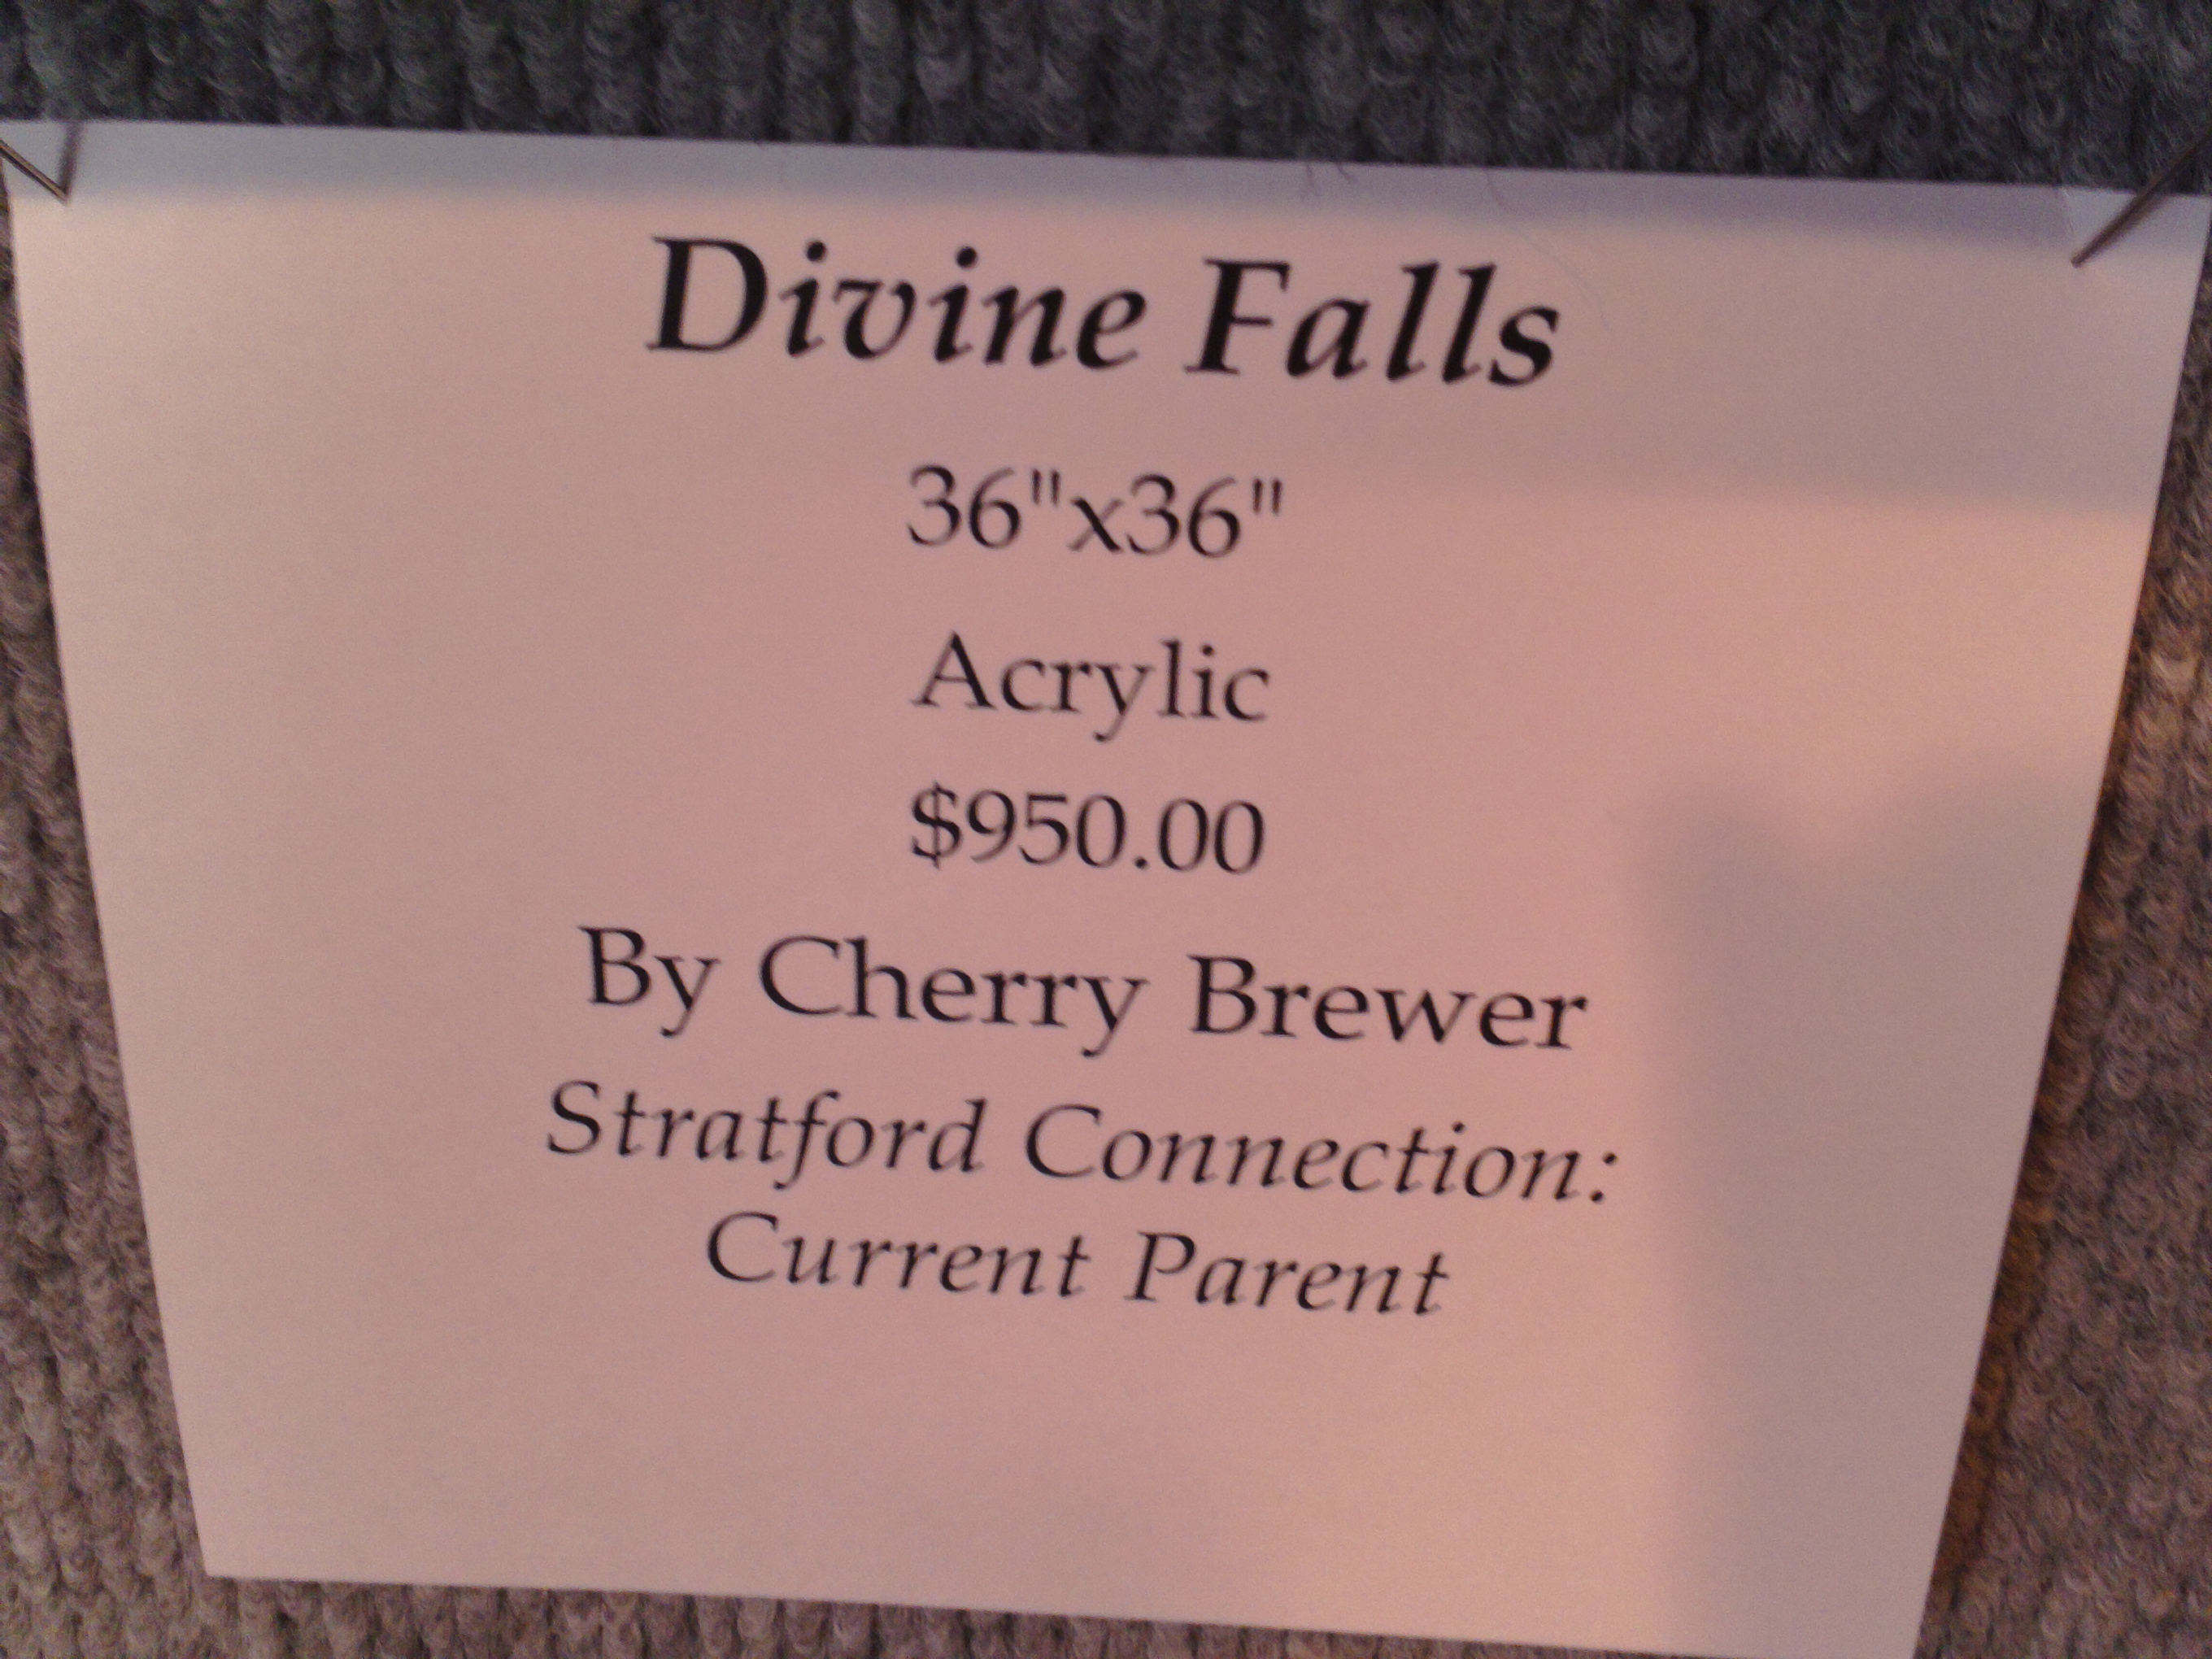 Divine Falls
36"x36"
Acrylic
$950.00
By Cherry Brewer
Stratford Connection:
Current Parent